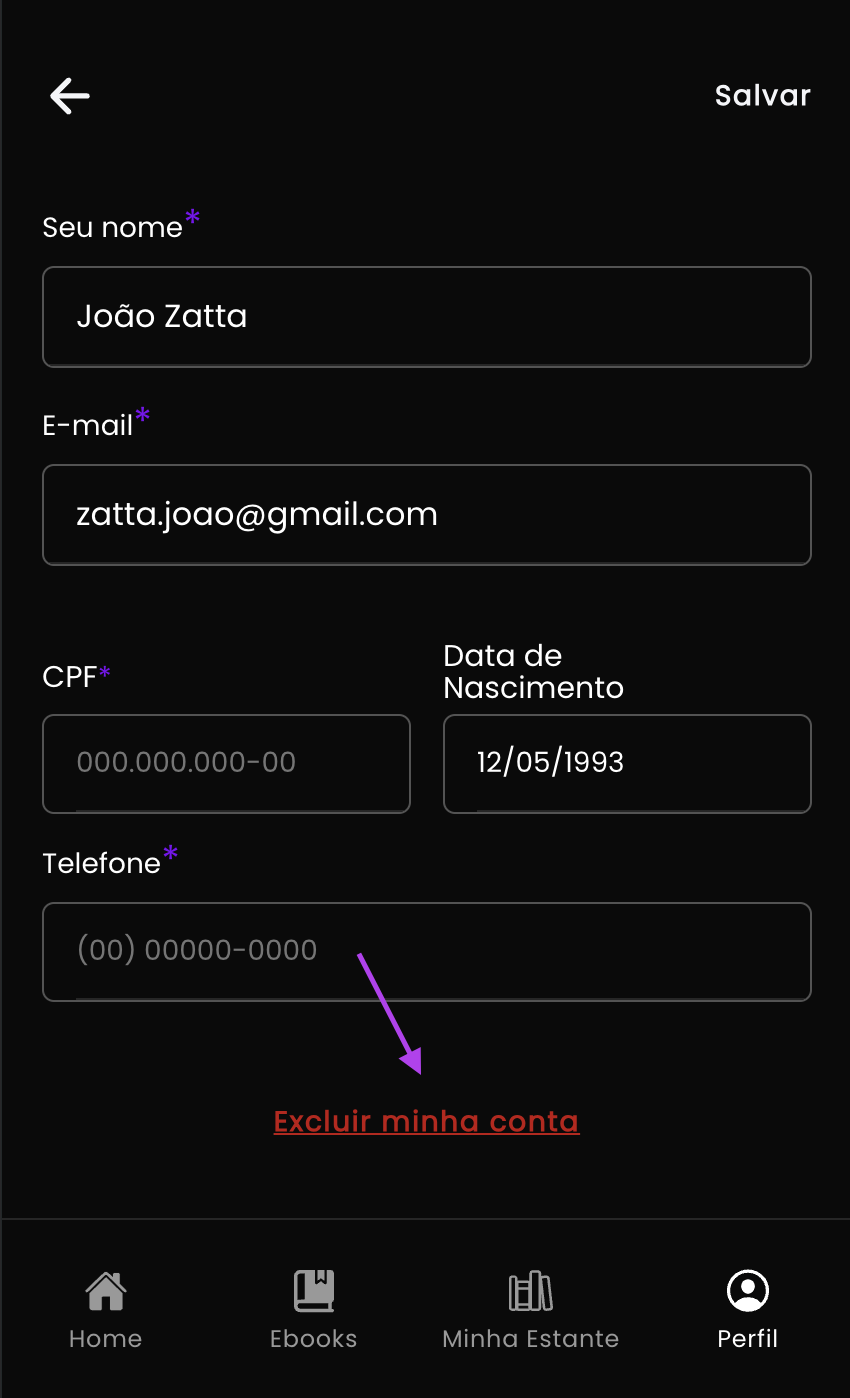 Salvar
Seu nome*
João Zatta
E-mail*
zatta.joao@gmail.com
CPF*
000.000.000-00
Data de
Nascimento
12/05/1993
Telefone*
(00) 00000-0000
Excluir minha conta
Home
Ebooks
Minha Estante
Perfil